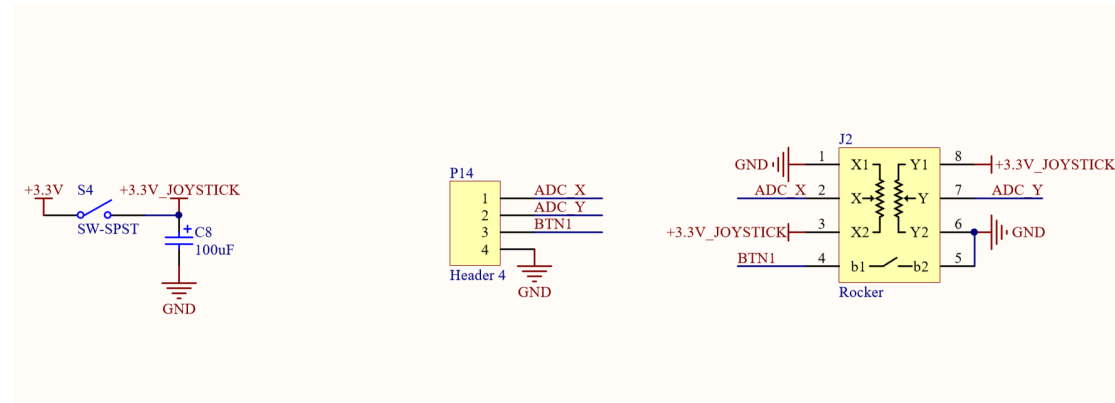 +3.3V
S4
+3.3V_JOYSTICK
SW-SPST
+
C8
100uF
GND
P14
1
ADC_X
2
ADC_Y
3
BTN1
4
Header 4
GND
J2
GND
1
X1
Y1
8
+3.3V_JOYSTICK
ADC_X
2
X
Y
7
ADC_Y
+3.3V_JOYSTICK
3
X2
Y2
6
GND
BTN1
4
b1
b2
5
Rocker